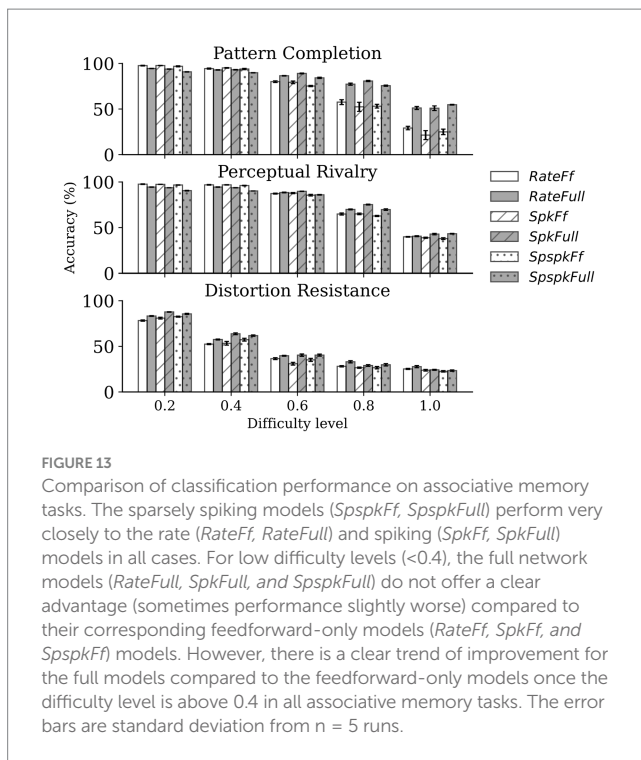 Pattern Completion
100
50
0
Perceptual Rivalry
100
50
0
Accuracy (%)
Distortion Resistance
100
50
0
0.2 0.4 0.6 0.8 1.0
Difficulty level
RateFf
RateFull
SpkFf
SpkFull
SpspkFf
SpspkFull
FIGURE 13
Comparison of classification performance on associative memory
tasks. The sparsely spiking models (SpspkFf, SpspkFull) perform very
closely to the rate (RateFf, RateFull) and spiking (SpkFf, SpkFull)
models in all cases. For low difficulty levels (<0.4), the full network
models (RateFull, SpkFull, and SpspkFull) do not offer a clear
advantage (sometimes performance slightly worse) compared to
their corresponding feedforward-only models (RateFf, SpkFf, and
SpspkFf) models. However, there is a clear trend of improvement for
the full models compared to the feedforward-only models once the
difficulty level is above 0.4 in all associative memory tasks. The error
bars are standard deviation from n = 5 runs.